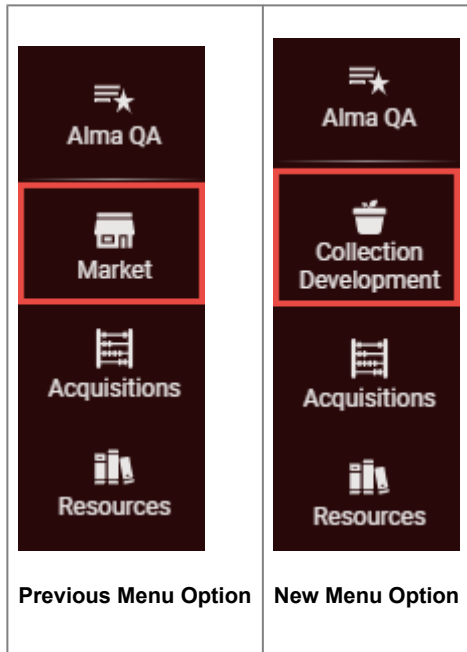 Alma QA
Market
Acquisitions
Resources
Previous Menu Option
Alma QA
Collection
Development
Acquisitions
Resources
New Menu Option